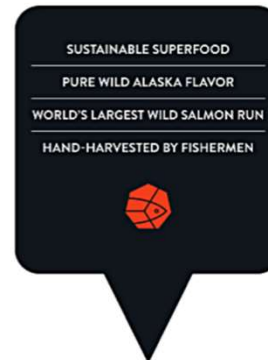 SUSTAINABLE SUPERFOOD
PURE WILD ALASKA FLAVOR
WORLD'S LARGEST WILD SALMON RUN
HAND-HARVESTED BY FISHERMEN